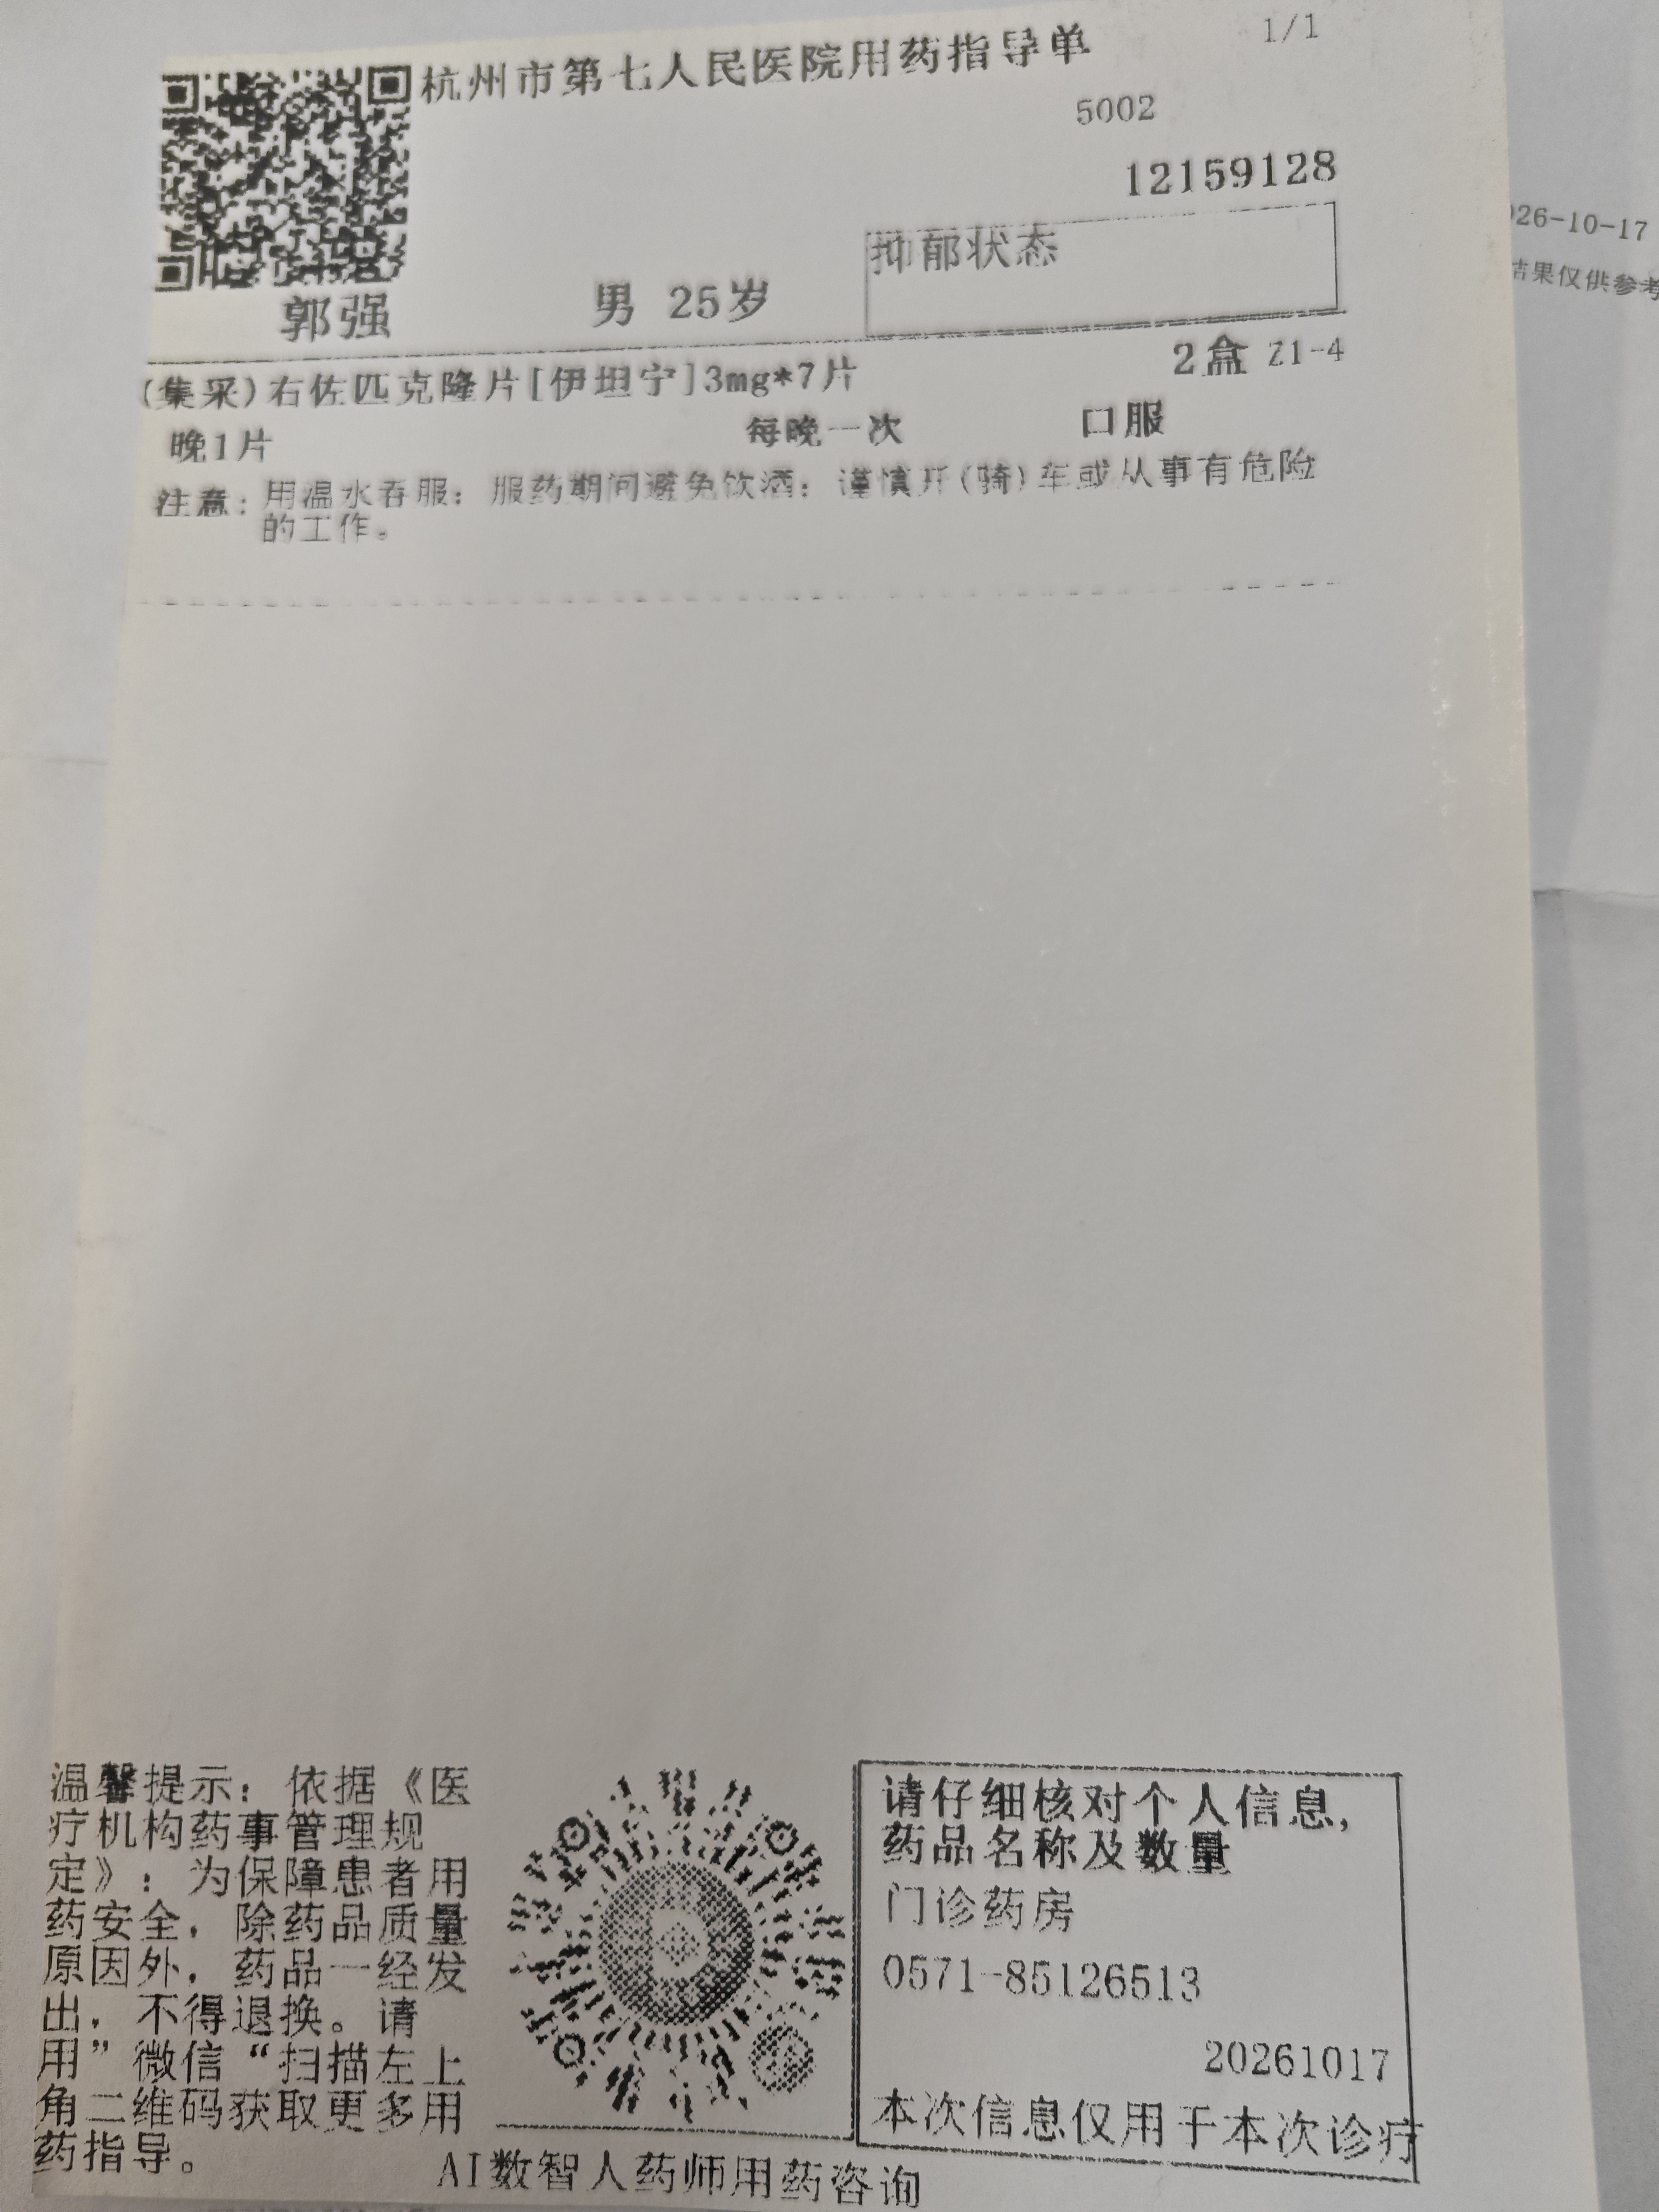 1/1
杭州市第七人民医院用药指导单
5002
12159128
抑郁状态
郭强 男 25岁
(集采)右佐匹克隆片[伊坦宁]3mg*7片 2盒 Z1-4
晚1片 每晚一次 口服
注意: 用温水吞服; 服药期间避免饮酒; 谨慎开(骑)车或从事有危险
的工作。
026-10-17
结果仅供参考
温馨提示: 依据《医
疗机构药事管理规
定》: 为保障患者用
药安全, 除药品质量
原因外, 药品一经发
出, 不得退换。请
用”微信“扫描左上
角二维码获取更多用
药指导。
AI数智人药师用药咨询
请仔细核对个人信息,
药品名称及数量
门诊药房
0571-85126513
20261017
本次信息仅用于本次诊疗